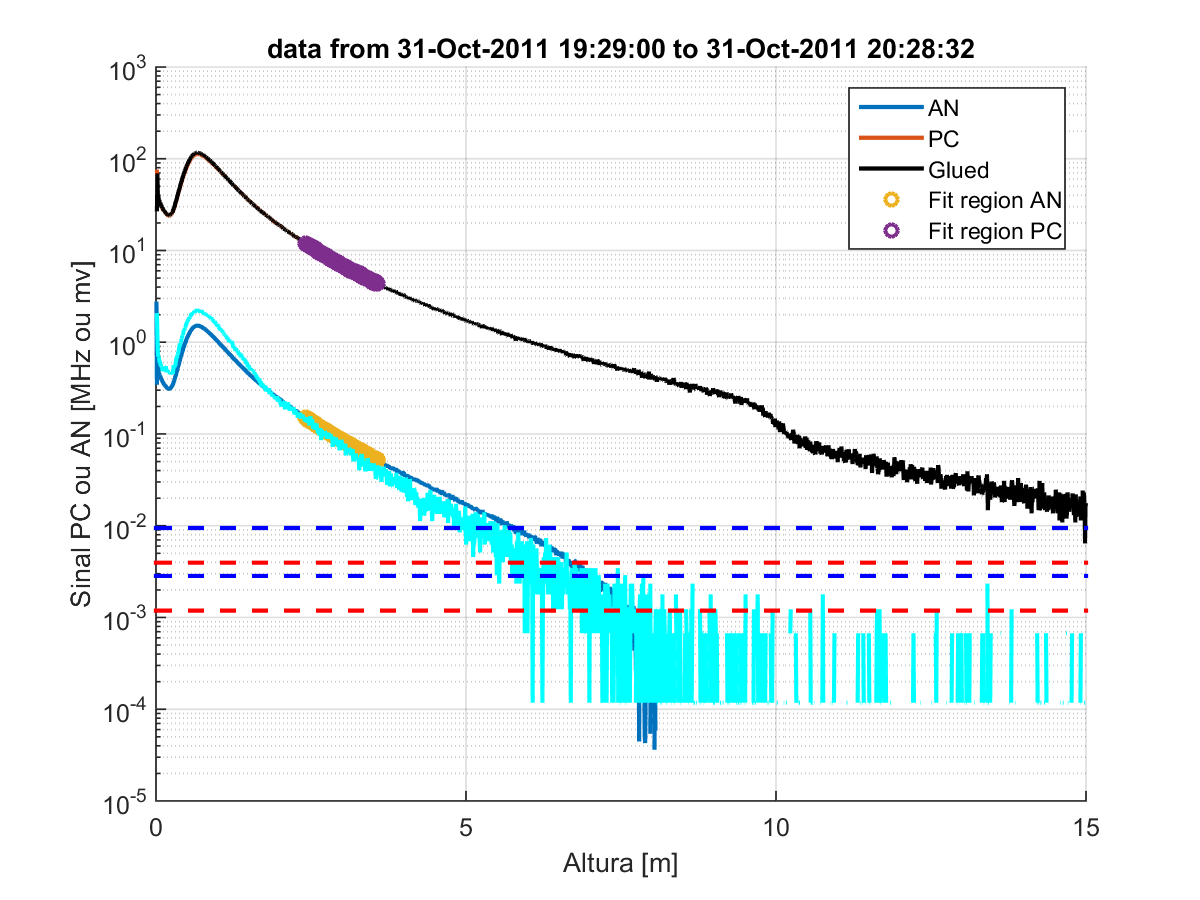 data from 31-Oct-2011 19:29:00 to 31-Oct-2011 20:28:32
Sinal PC ou AN [MHz ou mv]
10^3
10^2
10^1
10^0
10^-1
10^-2
10^-3
10^-4
10^-5
AN
PC
Glued
Fit region AN
Fit region PC
0 5 10 15
Altura [m]